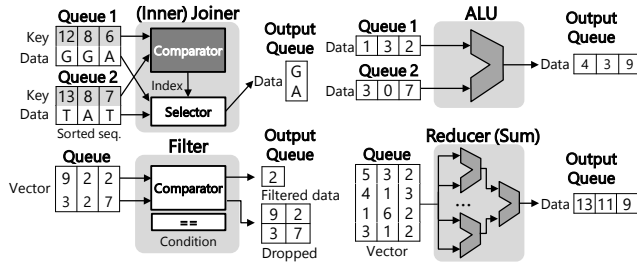 Queue 1
Key 12 8 6
Data G G A
Queue 2
Key 13 8 7
Data T A T
Sorted seq.
(Inner) Joiner
Comparator
Index
Selector
Output
Queue
Data
G
A
ALU
Queue 1
Data 1 3 2
Queue 2
Data 3 0 7
Output
Queue
Data 4 3 9
Filter
Queue
Vector
9 2 2
3 2 7
Comparator
==
Condition
Output
Queue
2
Filtered data
9 2
3 7
Dropped
Reducer (Sum)
Queue
5 3 2
4 1 3
1 6 2
3 1 2
Vector
...
Output
Queue
Data 13 11 9